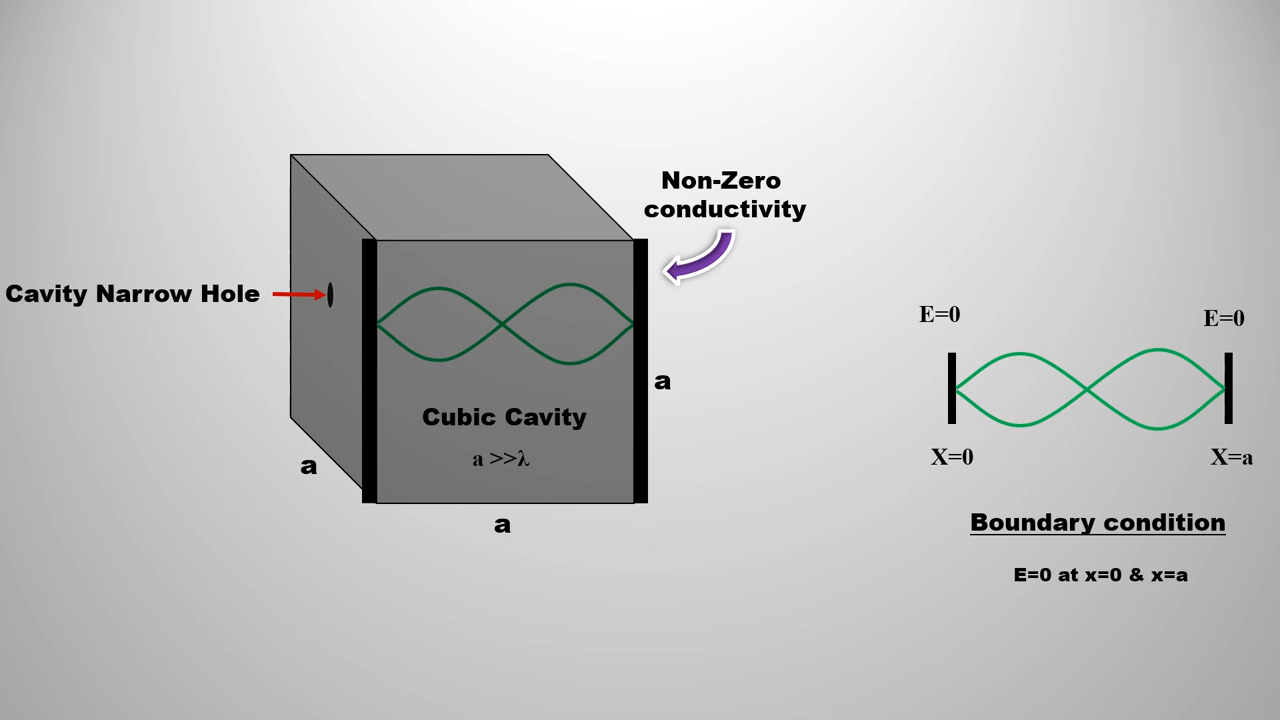 Non-Zero
conductivity
Cavity Narrow Hole
a
Cubic Cavity
a >>λ
a
a
E=0
E=0
X=0
X=a
Boundary condition
E=0 at x=0 & x=a